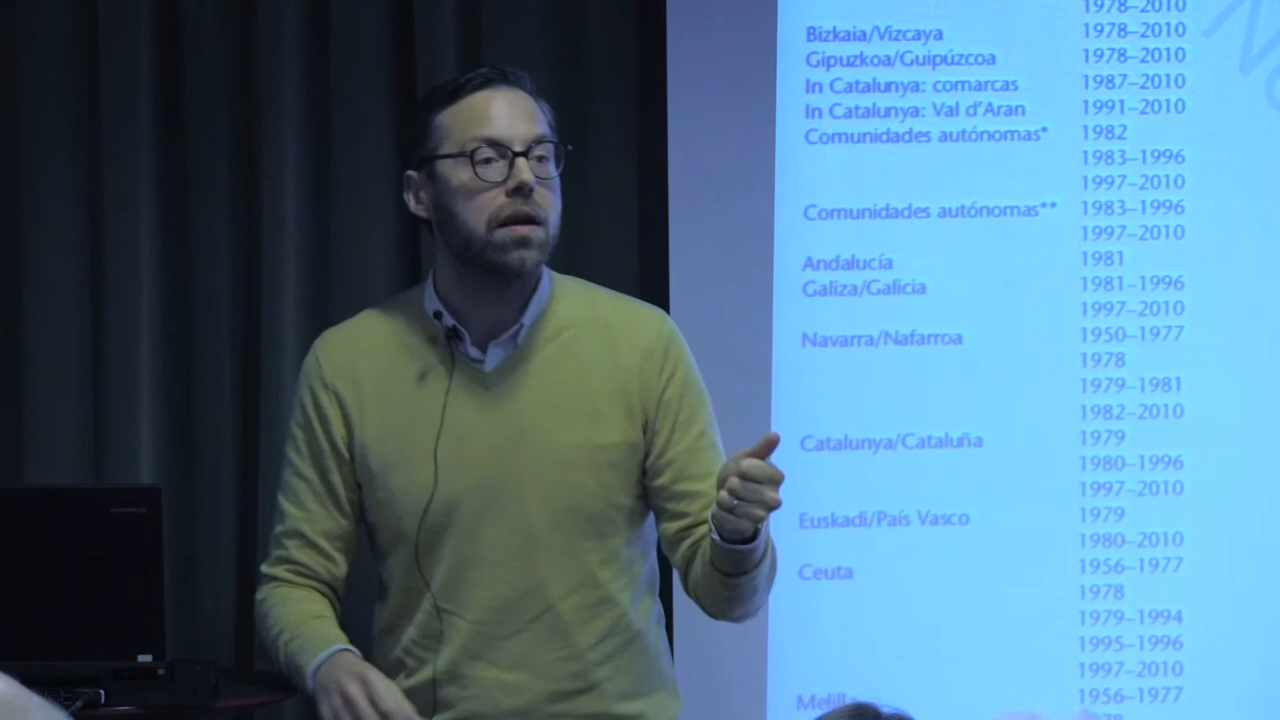 1978–2010
Bizkaia/Vizcaya 1978–2010
Gipuzkoa/Guipúzcoa 1978–2010
In Catalunya: comarcas 1987–2010
In Catalunya: Val d'Aran 1991–2010
Comunidades autónomas* 1982
1983–1996
1997–2010
Comunidades autónomas** 1983–1996
1997–2010
Andalucía 1981
Galiza/Galicia 1981–1996
1997–2010
Navarra/Nafarroa 1950–1977
1978
1979–1981
1982–2010
Catalunya/Cataluña 1979
1980–1996
1997–2010
Euskadi/País Vasco 1979
1980–2010
Ceuta 1956–1977
1978
1979–1994
1995–1996
1997–2010
1956–1977